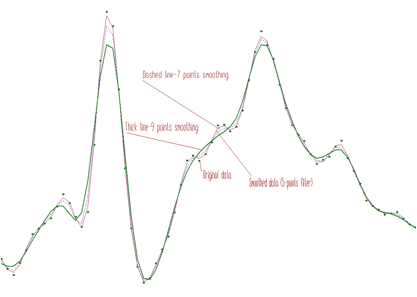 Dashed line-7 points smoothing
Thick line-9 points smoothing
Original data
Smoothed data (5 points filter)